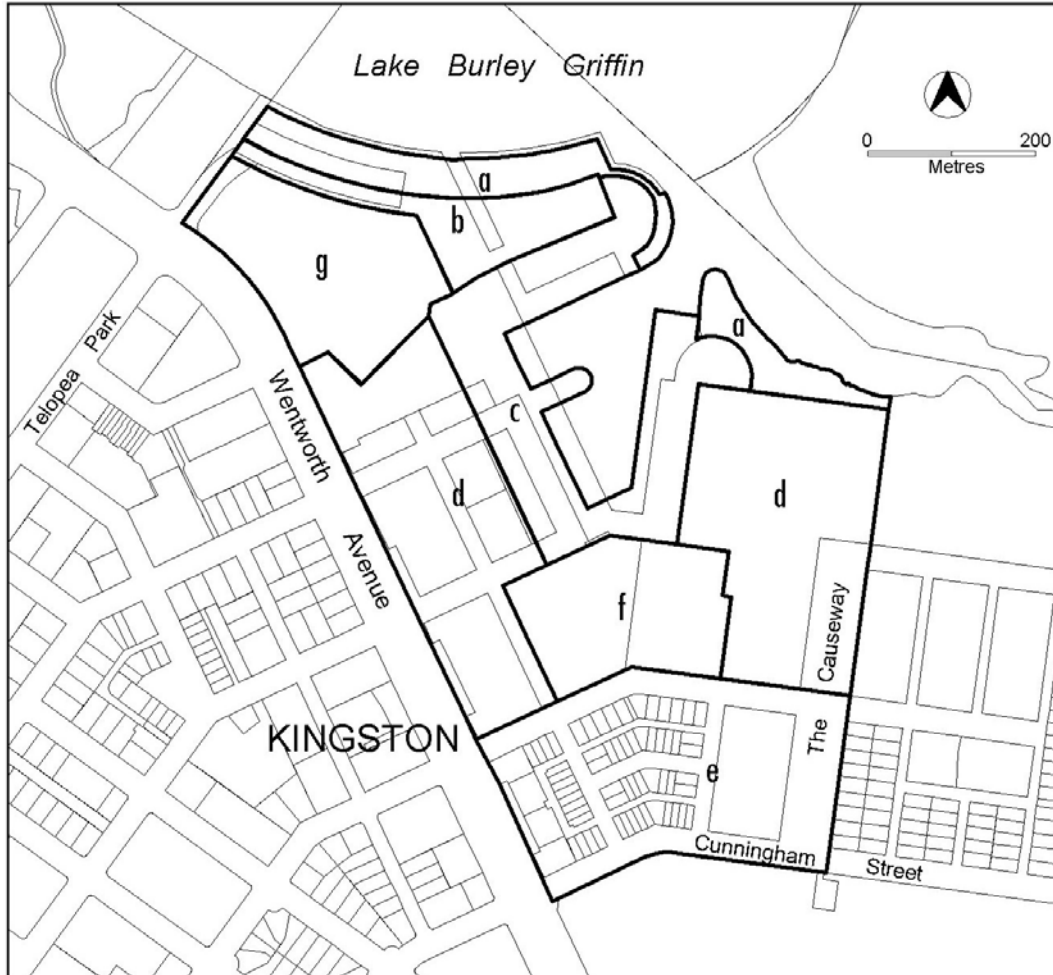 Lake Burley Griffin
0 200
Metres
a
b
g
a
Telopea Park
Wentworth
Avenue
c
d
d
f
Causeway
The
KINGSTON
e
Cunningham
Street